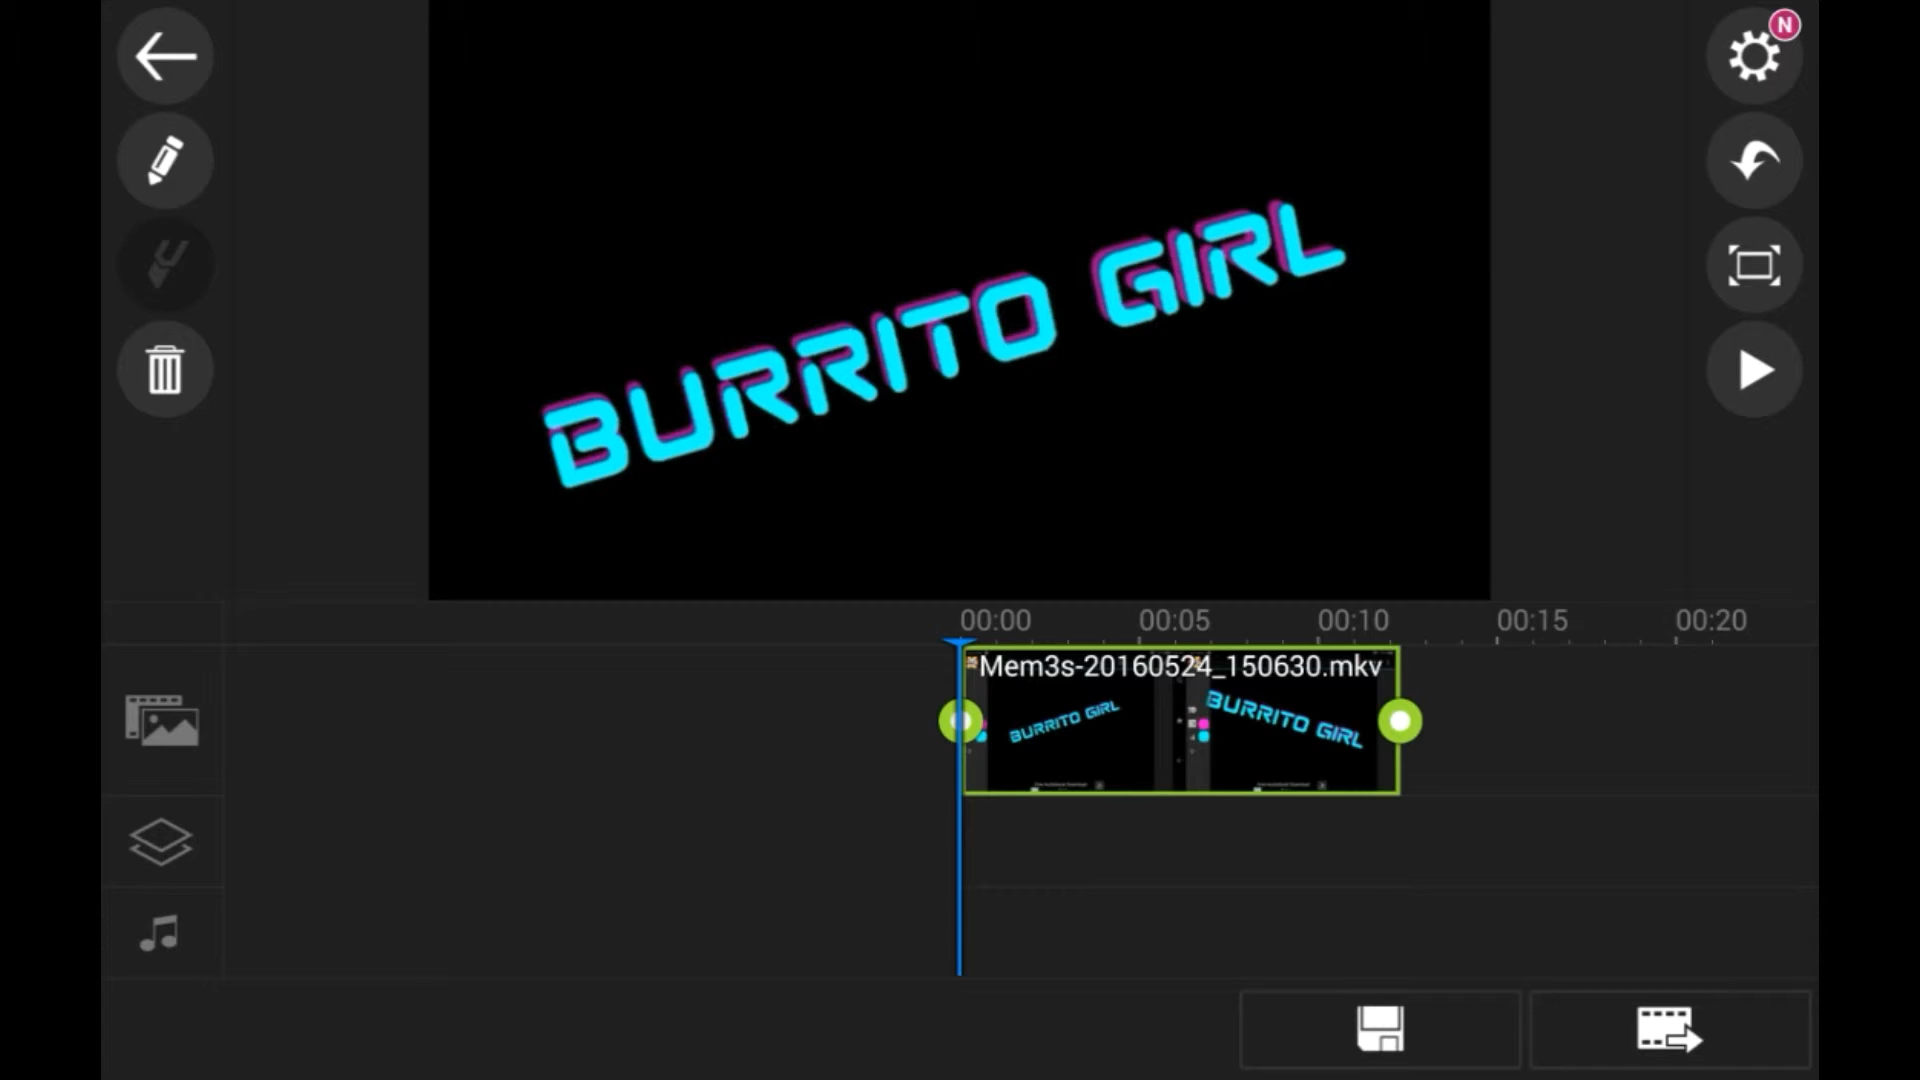 N
BURRITO GIRL
00:00 00:05 00:10 00:15 00:20
Mem3s-20160524_150630.mkv
BURRITO GIRL BURRITO GIRL